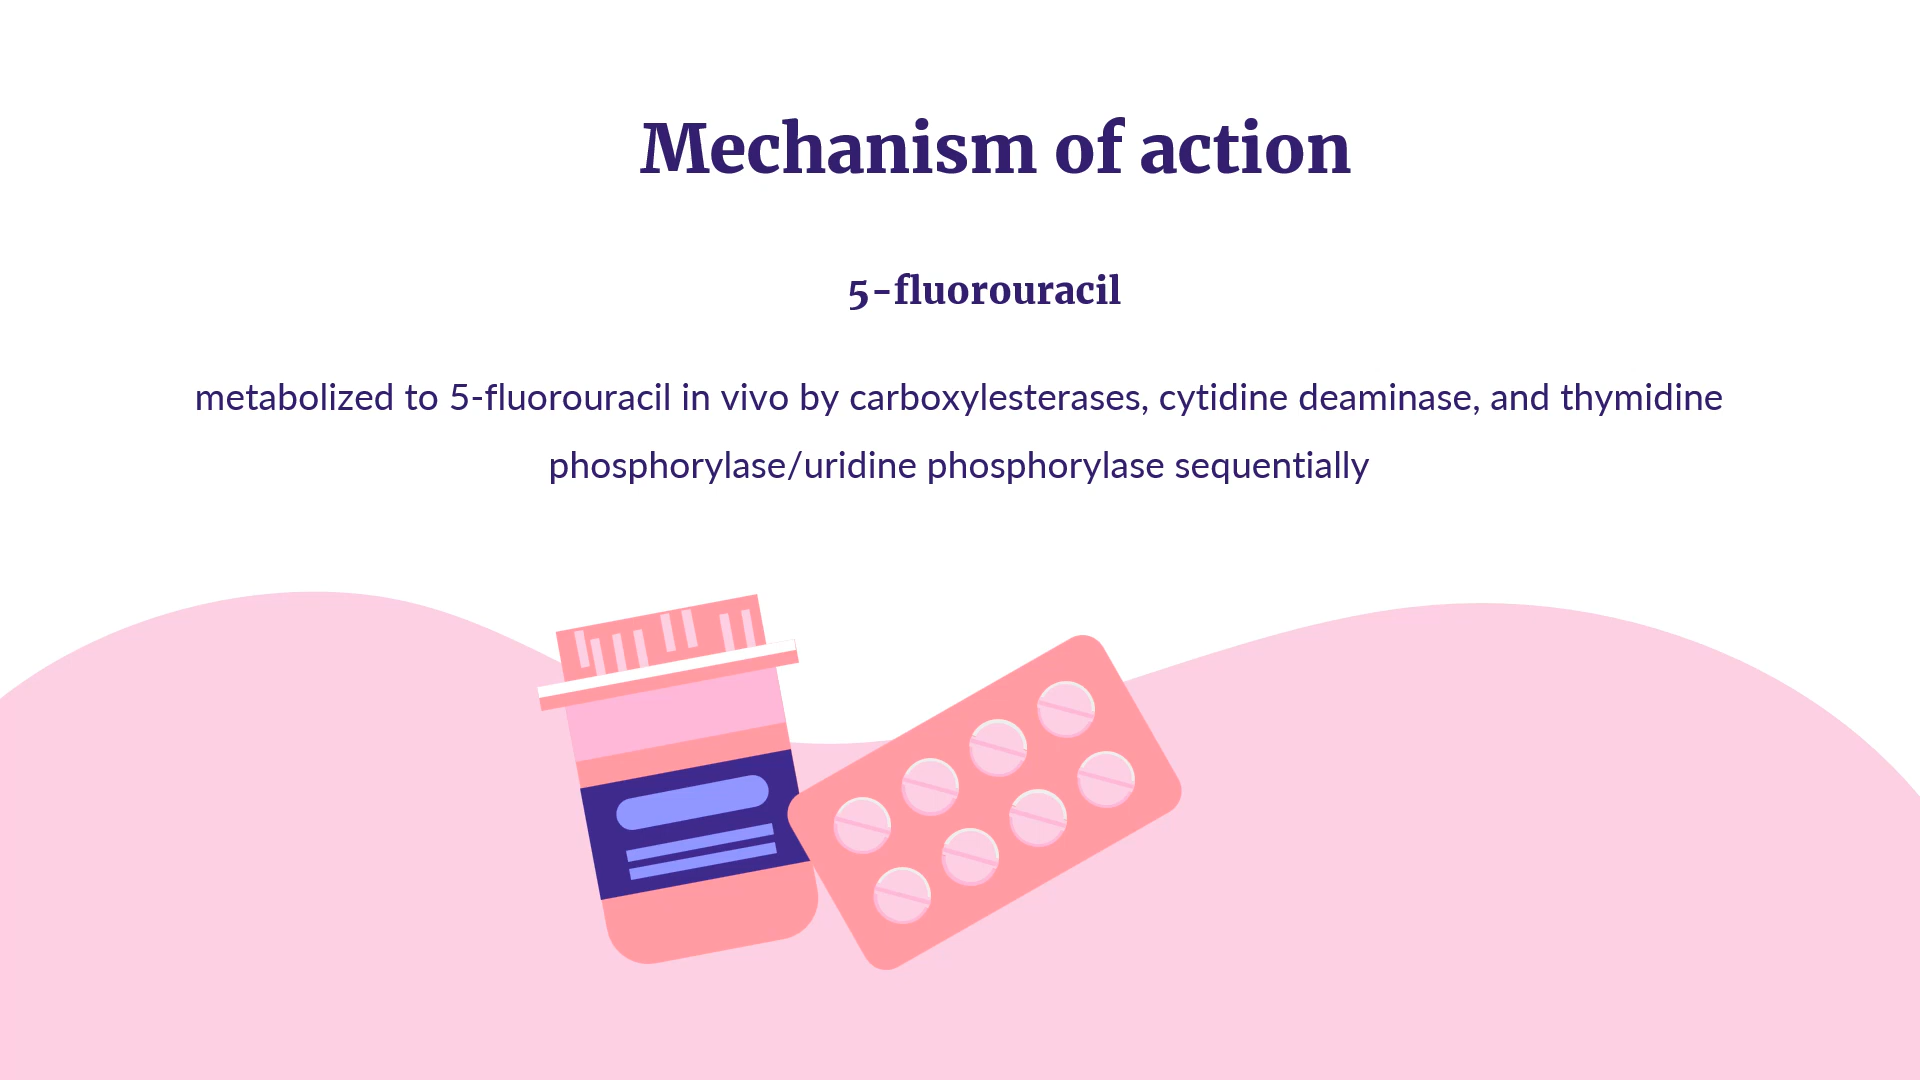 Mechanism of action
5-fluorouracil
metabolized to 5-fluorouracil in vivo by carboxylesterases, cytidine deaminase, and thymidine
phosphorylase/uridine phosphorylase sequentially